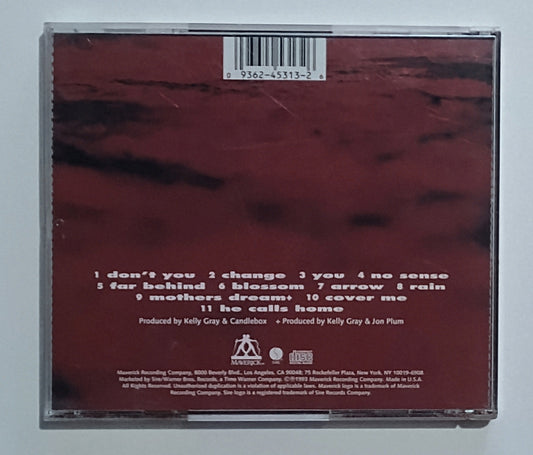 0 9362-45313-2 6
1 don't you 2 change 3 you 4 no sense
5 far behind 6 blossom 7 arrow 8 rain
9 mothers dream+ 10 cover me
11 he calls home
Produced by Kelly Gray & Candlebox + Produced by Kelly Gray & Jon Plum
MAVERICK
COMPACT
disc
DIGITAL AUDIO
Maverick Recording Company, 8000 Beverly Blvd., Los Angeles, CA 90048; 75 Rockefeller Plaza, New York, NY 10019-6908
Marketed by Sire/Warner Bros. Records, a Time Warner Company. ©℗1993 Maverick Recording Company. Made in U.S.A.
All Rights Reserved. Unauthorized duplication is a violation of applicable laws. Maverick logo is a trademark of Maverick
Recording Company. Sire logo is a registered trademark of Sire Records Company.